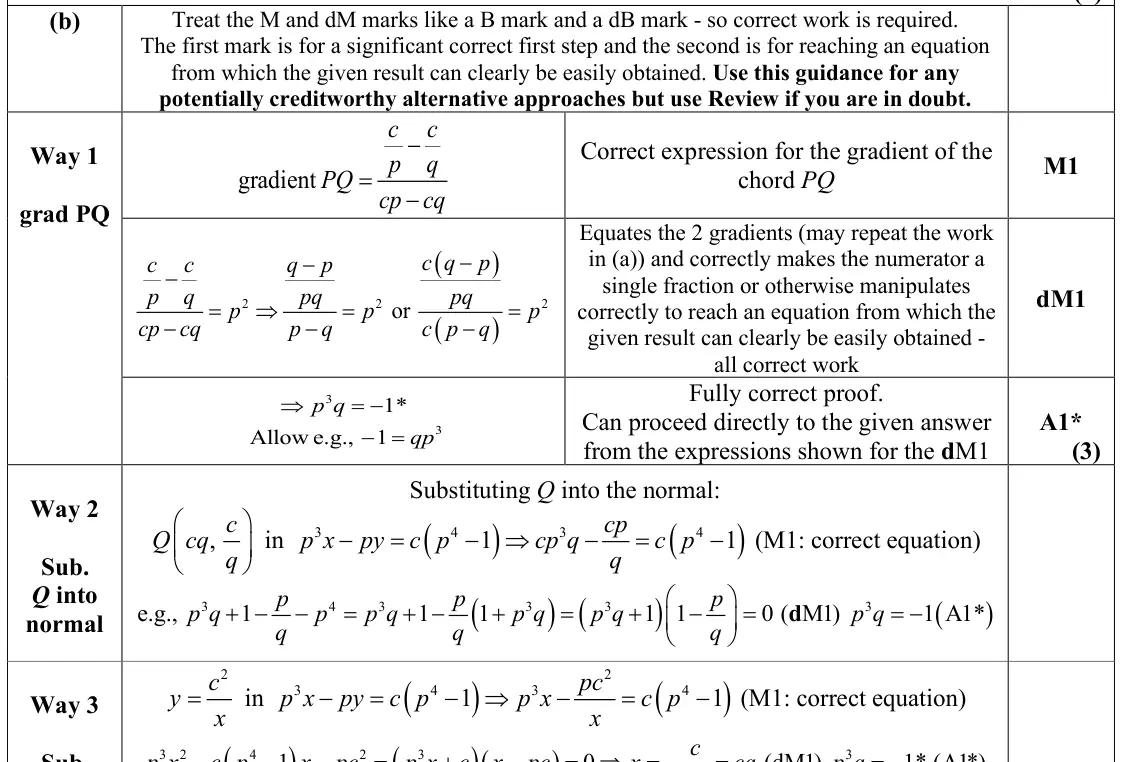 (b)
Treat the M and dM marks like a B mark and a dB mark - so correct work is required.
The first mark is for a significant correct first step and the second is for reaching an equation
from which the given result can clearly be easily obtained. Use this guidance for any
potentially creditworthy alternative approaches but use Review if you are in doubt.
Way 1
grad PQ
gradient PQ = (c/p − c/q)/(cp − cq)
Correct expression for the gradient of the
chord PQ
M1
(c/p − c/q)/(cp − cq) = p² ⇒ ((q − p)/pq)/(p − q) = p² or (c(q − p)/pq)/(c(p − q)) = p²
Equates the 2 gradients (may repeat the work
in (a)) and correctly makes the numerator a
single fraction or otherwise manipulates
correctly to reach an equation from which the
given result can clearly be easily obtained -
all correct work
dM1
⇒ p³q = −1*
Allow e.g., −1 = qp³
Fully correct proof.
Can proceed directly to the given answer
from the expressions shown for the dM1
A1*
(3)
Way 2
Sub.
Q into
normal
Substituting Q into the normal:
Q(cq, c/q) in p³x − py = c(p⁴ − 1) ⇒ cp³q − cp/q = c(p⁴ − 1) (M1: correct equation)
e.g., p³q + 1 − p/q − p⁴ = p³q + 1 − p/q(1 + p³q) = (p³q + 1)(1 − p/q) = 0 (dM1) p³q = −1 (A1*)
Way 3
y = c²/x in p³x − py = c(p⁴ − 1) ⇒ p³x − pc²/x = c(p⁴ − 1) (M1: correct equation)
Sub